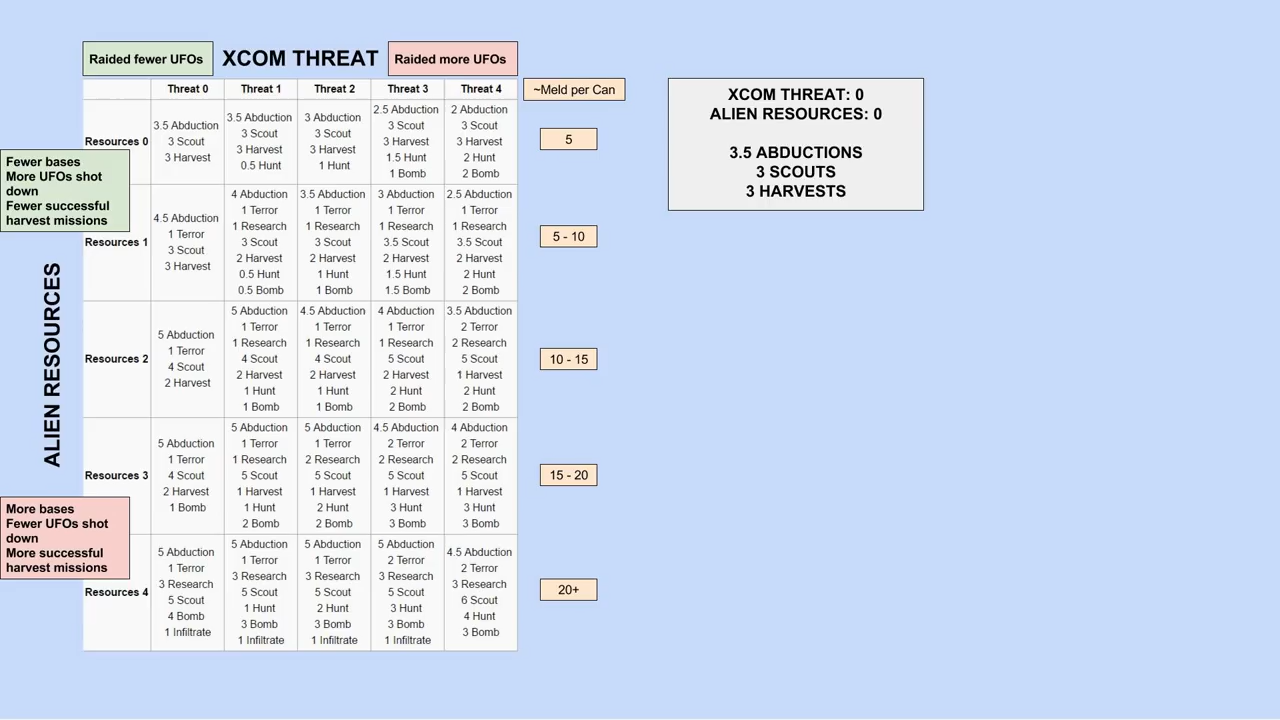 Raided fewer UFOs
XCOM THREAT
Raided more UFOs
Threat 0
Threat 1
Threat 2
Threat 3
Threat 4
~Meld per Can
Resources 0
3.5 Abduction
3 Scout
3 Harvest
3.5 Abduction
3 Scout
3 Harvest
0.5 Hunt
3 Abduction
3 Scout
3 Harvest
1 Hunt
2.5 Abduction
3 Scout
3 Harvest
1.5 Hunt
1 Bomb
2 Abduction
3 Scout
3 Harvest
2 Hunt
2 Bomb
5
Fewer bases
More UFOs shot
down
Fewer successful
harvest missions
Resources 1
4.5 Abduction
1 Terror
3 Scout
3 Harvest
4 Abduction
1 Terror
1 Research
3 Scout
2 Harvest
0.5 Hunt
0.5 Bomb
3.5 Abduction
1 Terror
1 Research
3 Scout
2 Harvest
1 Hunt
1 Bomb
3 Abduction
1 Terror
1 Research
3.5 Scout
2 Harvest
1.5 Hunt
1.5 Bomb
2.5 Abduction
1 Terror
1 Research
3.5 Scout
2 Harvest
2 Hunt
2 Bomb
5 - 10
ALIEN RESOURCES
Resources 2
5 Abduction
1 Terror
4 Scout
2 Harvest
5 Abduction
1 Terror
1 Research
4 Scout
2 Harvest
1 Hunt
1 Bomb
4.5 Abduction
1 Terror
1 Research
4 Scout
2 Harvest
1 Hunt
1 Bomb
4 Abduction
1 Terror
1 Research
5 Scout
2 Harvest
2 Hunt
2 Bomb
3.5 Abduction
2 Terror
2 Research
5 Scout
1 Harvest
2 Hunt
2 Bomb
10 - 15
Resources 3
5 Abduction
1 Terror
4 Scout
2 Harvest
1 Bomb
5 Abduction
1 Terror
1 Research
5 Scout
1 Harvest
1 Hunt
2 Bomb
5 Abduction
1 Terror
2 Research
5 Scout
1 Harvest
2 Hunt
2 Bomb
4.5 Abduction
2 Terror
2 Research
5 Scout
1 Harvest
3 Hunt
3 Bomb
4 Abduction
2 Terror
2 Research
5 Scout
1 Harvest
3 Hunt
3 Bomb
15 - 20
More bases
Fewer UFOs shot
down
More successful
harvest missions
Resources 4
5 Abduction
1 Terror
3 Research
5 Scout
4 Bomb
1 Infiltrate
5 Abduction
1 Terror
3 Research
5 Scout
1 Hunt
3 Bomb
1 Infiltrate
5 Abduction
1 Terror
3 Research
5 Scout
2 Hunt
3 Bomb
1 Infiltrate
5 Abduction
2 Terror
3 Research
5 Scout
3 Hunt
3 Bomb
1 Infiltrate
4.5 Abduction
2 Terror
3 Research
6 Scout
4 Hunt
3 Bomb
20+
XCOM THREAT: 0
ALIEN RESOURCES: 0
3.5 ABDUCTIONS
3 SCOUTS
3 HARVESTS